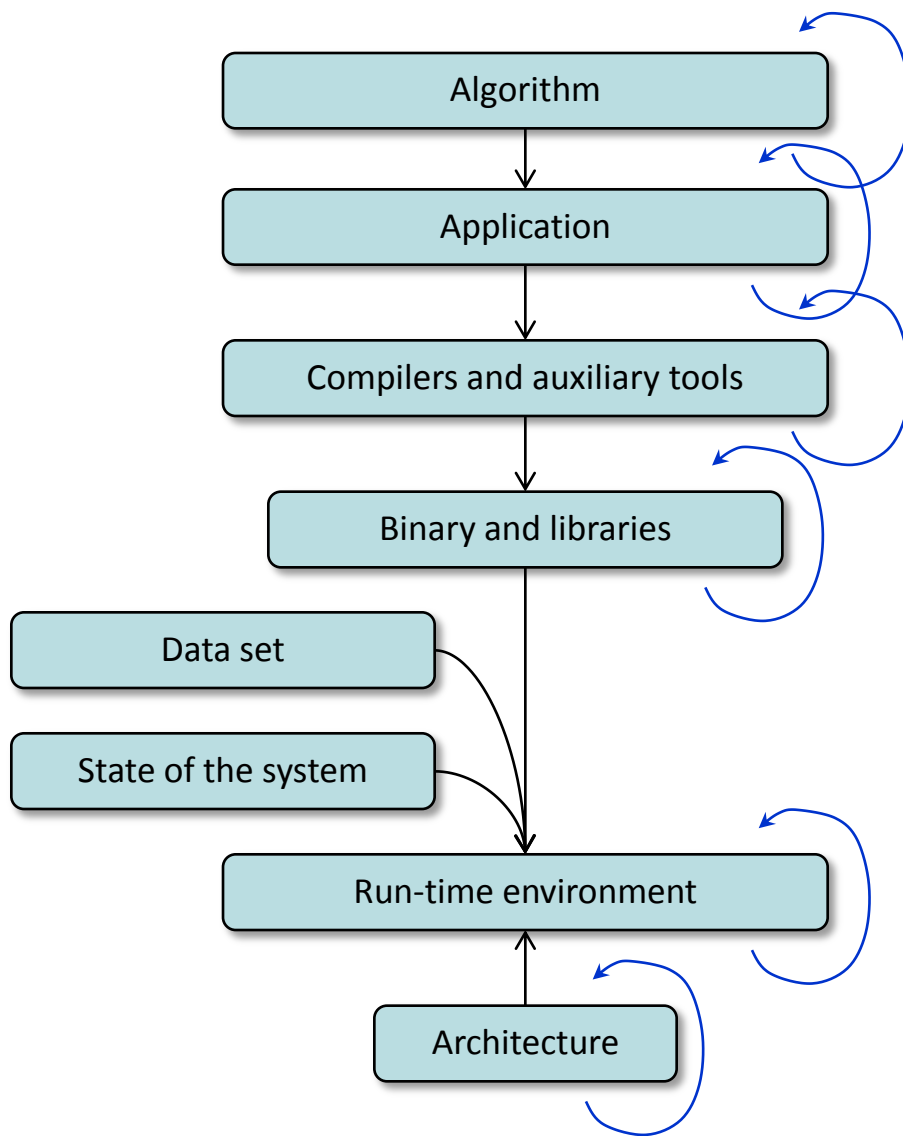 Algorithm
Application
Compilers and auxiliary tools
Binary and libraries
Data set
State of the system
Run-time environment
Architecture